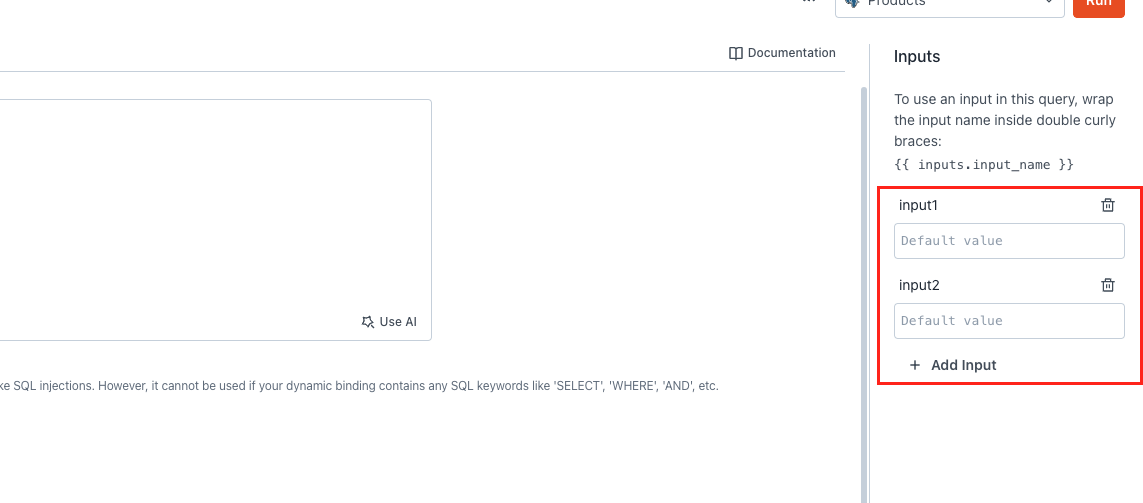 Products
Run
Documentation
Inputs
To use an input in this query, wrap
the input name inside double curly
braces:
{{ inputs.input_name }}
input1
Default value
input2
Default value
+ Add Input
Use AI
ke SQL injections. However, it cannot be used if your dynamic binding contains any SQL keywords like 'SELECT', 'WHERE', 'AND', etc.